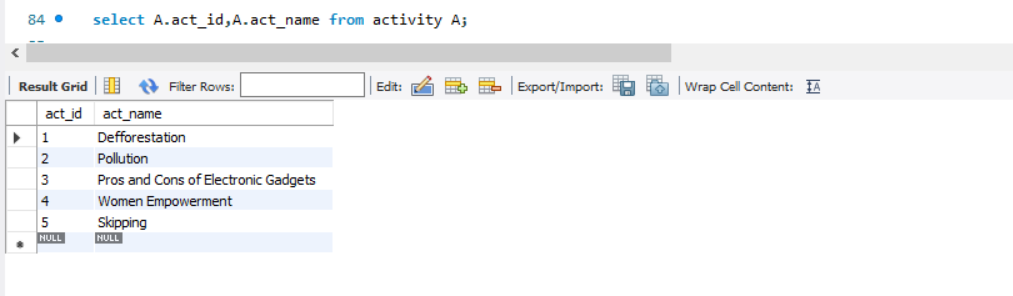 84 select A.act_id,A.act_name from activity A;
Result Grid Filter Rows: Edit: Export/Import: Wrap Cell Content: IA
act_id act_name
1 Defforestation
2 Pollution
3 Pros and Cons of Electronic Gadgets
4 Women Empowerment
5 Skipping
NULL NULL